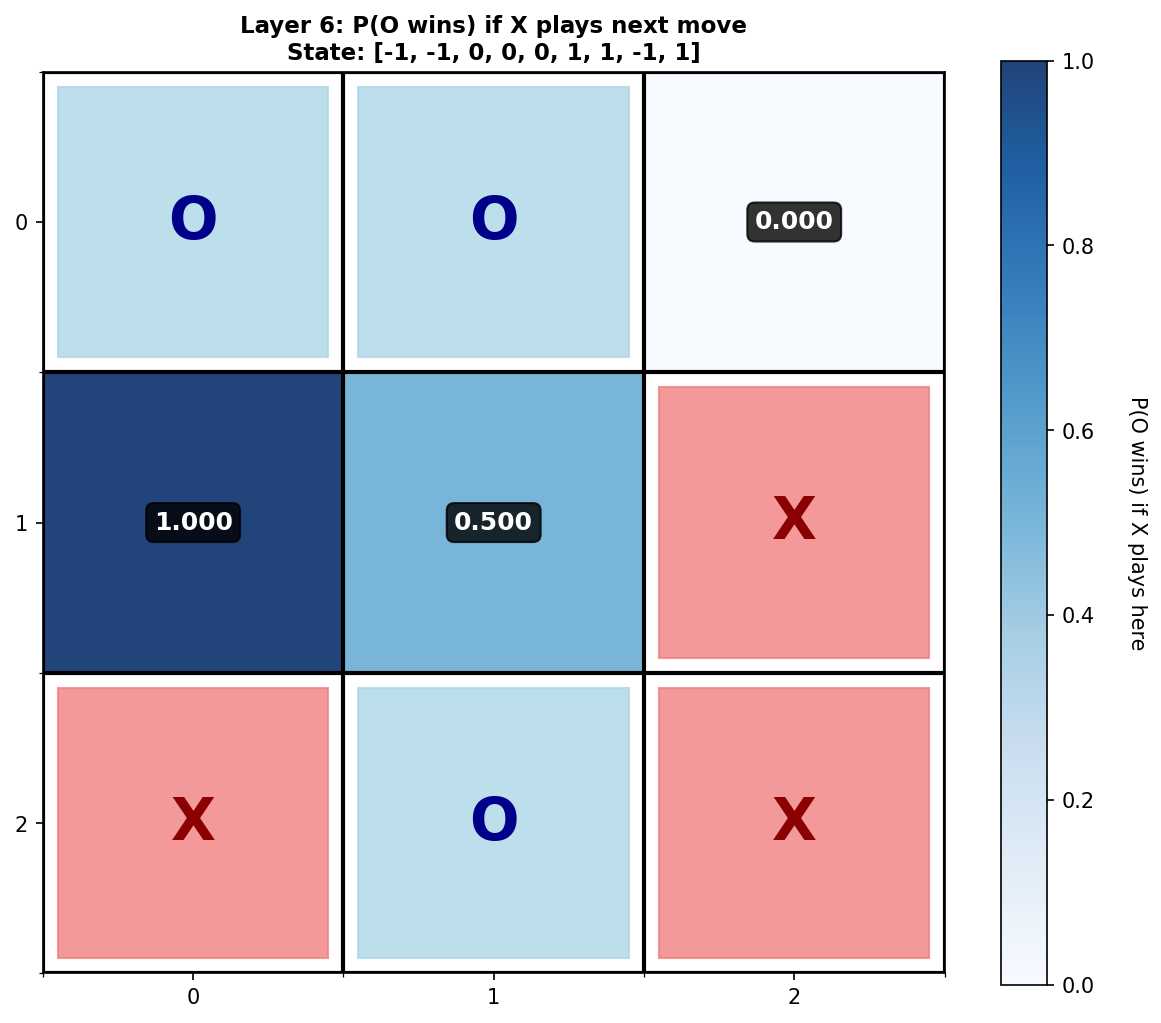 Layer 6: P(O wins) if X plays next move
State: [-1, -1, 0, 0, 0, 1, 1, -1, 1]
O
O
0.000
1.000
0.500
X
X
O
X
0
1
2
0
1
2
1.0
0.8
0.6
0.4
0.2
0.0
P(O wins) if X plays here